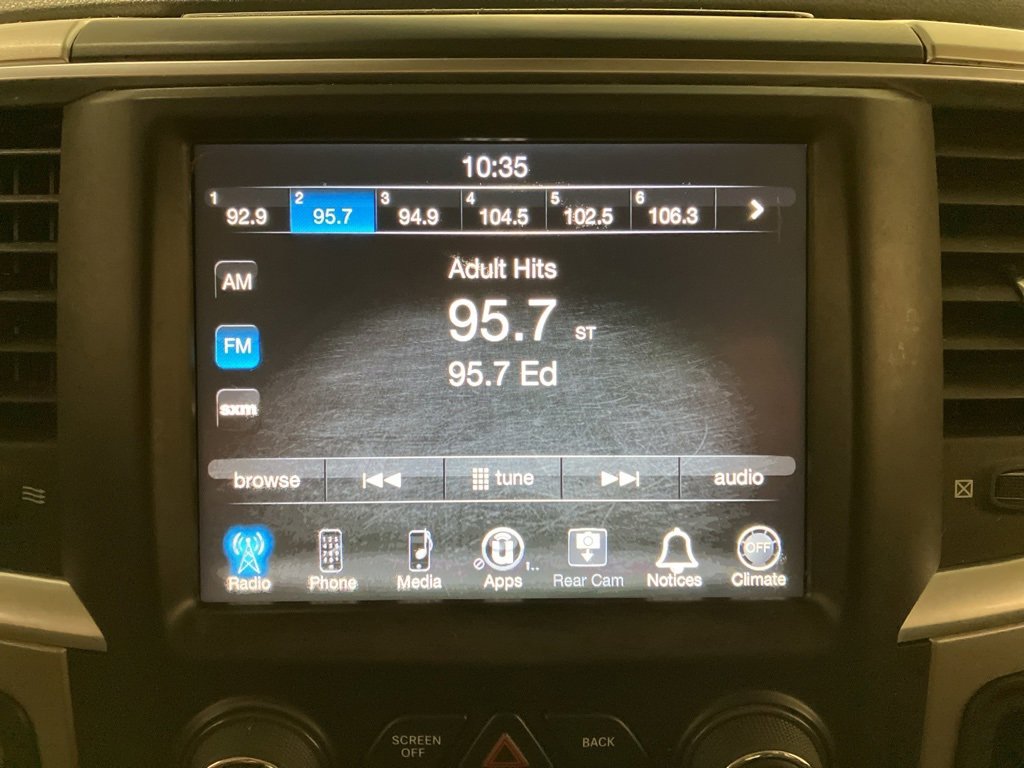 10:35
1 92.9 2 95.7 3 94.9 4 104.5 5 102.5 6 106.3
AM
Adult Hits
95.7 ST
FM
95.7 Ed
sxm
browse tune audio
OFF
Radio Phone Media Apps 1.. Rear Cam Notices Climate
SCREEN OFF BACK